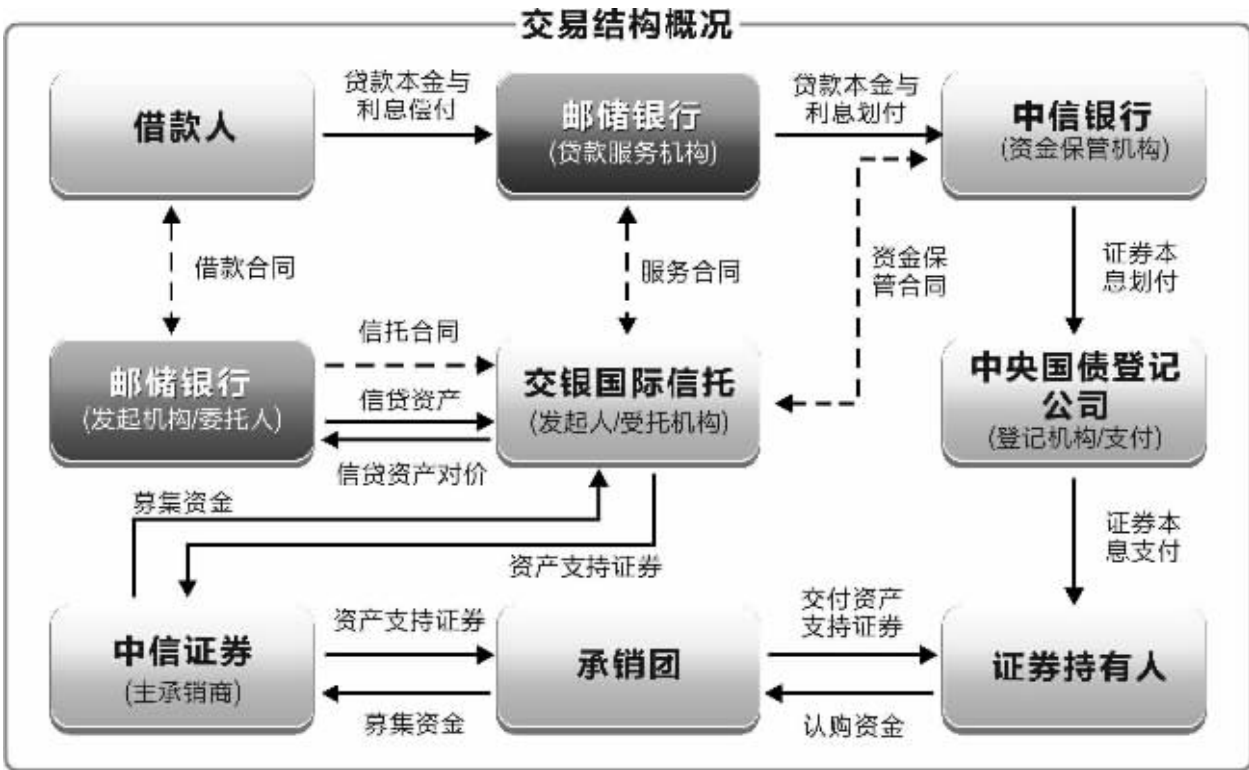 交易结构概况
借款人
贷款本金与
利息偿付
邮储银行
(贷款服务机构)
贷款本金与
利息划付
中信银行
(资金保管机构)
借款合同
服务合同
资金保
管合同
证券本
息划付
邮储银行
(发起机构/委托人)
信托合同
信贷资产
信贷资产对价
交银国际信托
(发起人/受托机构)
中央国债登记
公司
(登记机构/支付)
募集资金
资产支持证券
证券本
息支付
中信证券
(主承销商)
资产支持证券
募集资金
承销团
交付资产
支持证券
认购资金
证券持有人